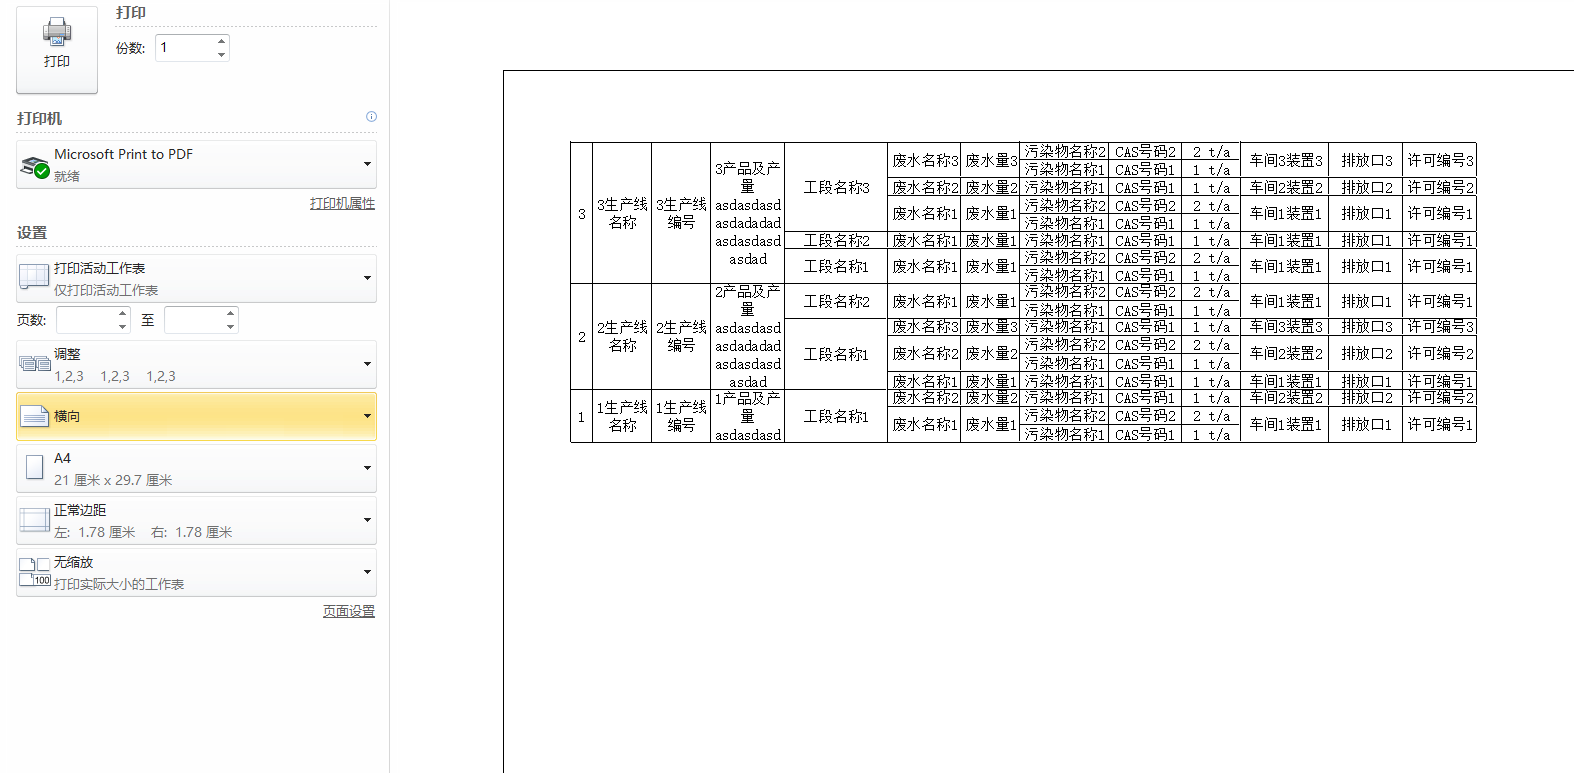 打印
份数: 1
打印
打印机
Microsoft Print to PDF
就绪
打印机属性
设置
打印活动工作表
仅打印活动工作表
页数: 至
调整
1,2,3 1,2,3 1,2,3
横向
A4
21 厘米 x 29.7 厘米
正常边距
左: 1.78 厘米 右: 1.78 厘米
无缩放
100
打印实际大小的工作表
页面设置
3
3生产线
名称
3生产线
编号
3产品及产
量
asdasdasd
asdadadad
asdasdasd
asdad
工段名称3
废水名称3 废水量3 污染物名称2 CAS号码2 2 t/a 车间3装置3 排放口3 许可编号3
污染物名称1 CAS号码1 1 t/a
废水名称2 废水量2 污染物名称1 CAS号码1 1 t/a 车间2装置2 排放口2 许可编号2
废水名称1 废水量1 污染物名称2 CAS号码2 2 t/a 车间1装置1 排放口1 许可编号1
污染物名称1 CAS号码1 1 t/a
工段名称2 废水名称1 废水量1 污染物名称1 CAS号码1 1 t/a 车间1装置1 排放口1 许可编号1
工段名称1 废水名称1 废水量1 污染物名称2 CAS号码2 2 t/a 车间1装置1 排放口1 许可编号1
污染物名称1 CAS号码1 1 t/a
2
2生产线
名称
2生产线
编号
2产品及产
量
asdasdasd
asdadadad
asdasdasd
asdad
工段名称2 废水名称1 废水量1 污染物名称2 CAS号码2 2 t/a 车间1装置1 排放口1 许可编号1
污染物名称1 CAS号码1 1 t/a
工段名称1
废水名称3 废水量3 污染物名称1 CAS号码1 1 t/a 车间3装置3 排放口3 许可编号3
废水名称2 废水量2 污染物名称2 CAS号码2 2 t/a 车间2装置2 排放口2 许可编号2
污染物名称1 CAS号码1 1 t/a
废水名称1 废水量1 污染物名称1 CAS号码1 1 t/a 车间1装置1 排放口1 许可编号1
1
1生产线
名称
1生产线
编号
1产品及产
量
asdasdasd
工段名称1
废水名称2 废水量2 污染物名称1 CAS号码1 1 t/a 车间2装置2 排放口2 许可编号2
废水名称1 废水量1 污染物名称2 CAS号码2 2 t/a 车间1装置1 排放口1 许可编号1
污染物名称1 CAS号码1 1 t/a